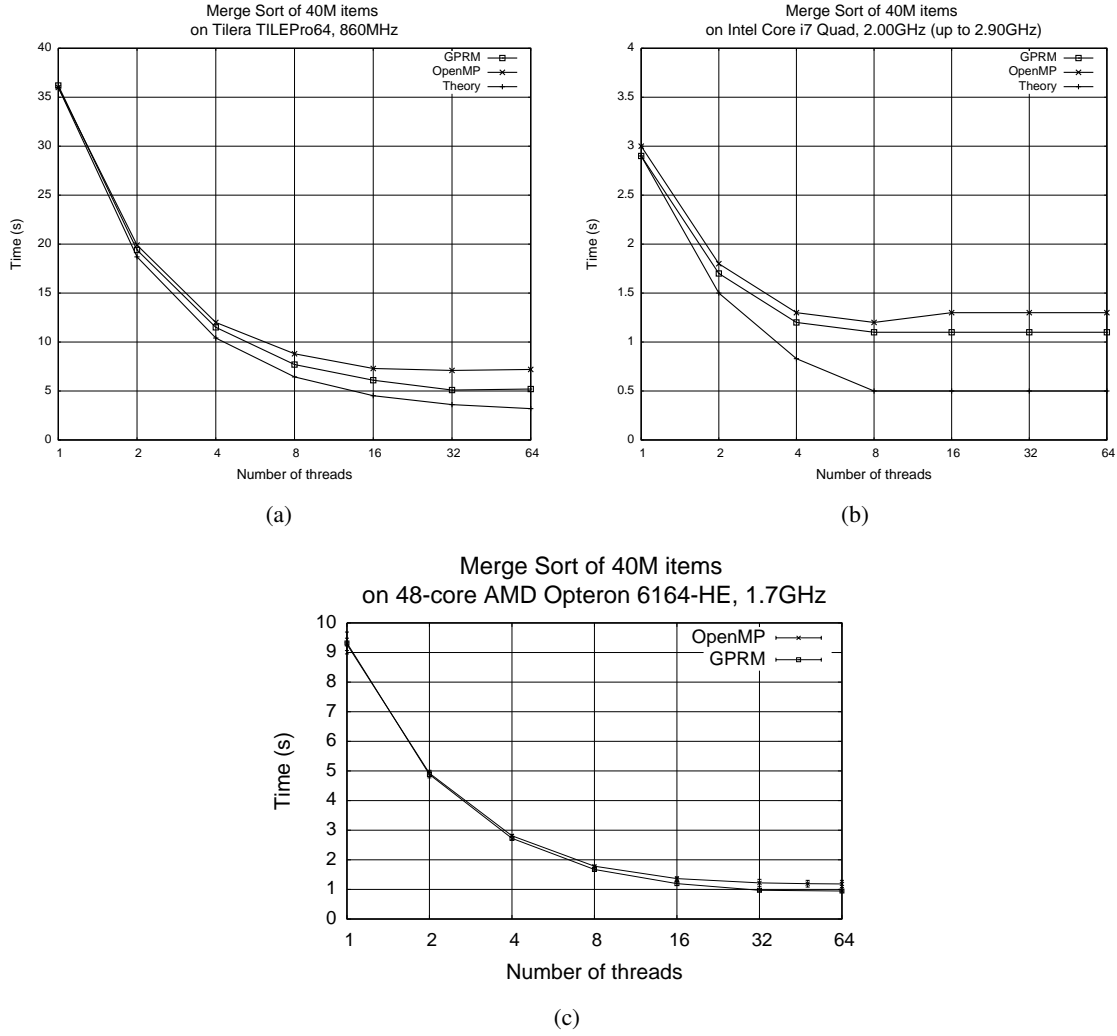 Merge Sort of 40M items
on Tilera TILEPro64, 860MHz
40
35
30
25
20
15
10
5
0
Time (s)
GPRM
OpenMP
Theory
1 2 4 8 16 32 64
Number of threads
(a)
Merge Sort of 40M items
on Intel Core i7 Quad, 2.00GHz (up to 2.90GHz)
4
3.5
3
2.5
2
1.5
1
0.5
0
Time (s)
GPRM
OpenMP
Theory
1 2 4 8 16 32 64
Number of threads
(b)
Merge Sort of 40M items
on 48-core AMD Opteron 6164-HE, 1.7GHz
10
9
8
7
6
5
4
3
2
1
0
Time (s)
OpenMP
GPRM
1 2 4 8 16 32 64
Number of threads
(c)